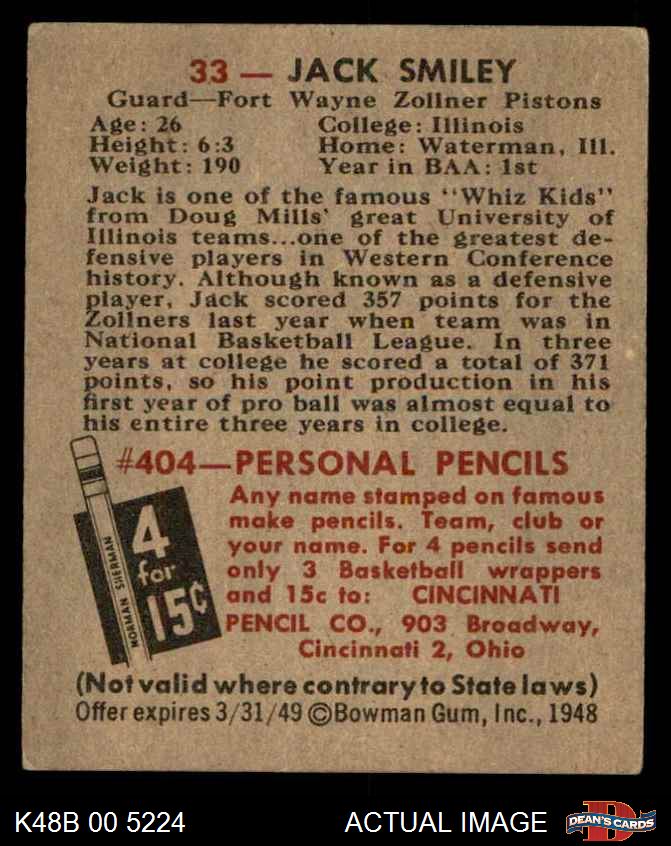 33 — JACK SMILEY
Guard—Fort Wayne Zollner Pistons
Age: 26 College: Illinois
Height: 6:3 Home: Waterman, Ill.
Weight: 190 Year in BAA: 1st
Jack is one of the famous "Whiz Kids"
from Doug Mills' great University of
Illinois teams...one of the greatest de-
fensive players in Western Conference
history. Although known as a defensive
player, Jack scored 357 points for the
Zollners last year when team was in
National Basketball League. In three
years at college he scored a total of 371
points, so his point production in his
first year of pro ball was almost equal to
his entire three years in college.
#404—PERSONAL PENCILS
NORMAN SHERMAN
4
for
15¢
Any name stamped on famous
make pencils. Team, club or
your name. For 4 pencils send
only 3 Basketball wrappers
and 15c to: CINCINNATI
PENCIL CO., 903 Broadway,
Cincinnati 2, Ohio
(Not valid where contrary to State laws)
Offer expires 3/31/49 ©Bowman Gum, Inc., 1948
K48B 00 5224 ACTUAL IMAGE
D
DEAN'S CARDS